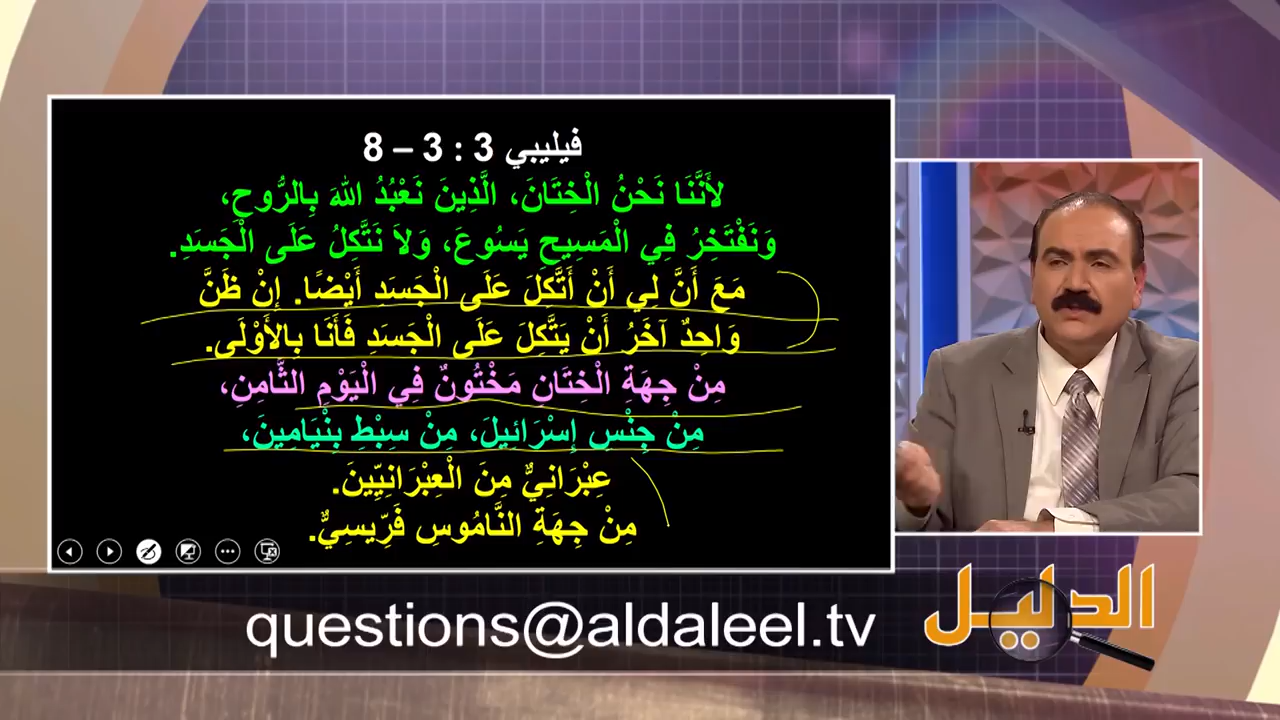 فيليبي 3 : 3 – 8
لأَنَّنَا نَحْنُ الْخِتَانَ، الَّذِينَ نَعْبُدُ اللهَ بِالرُّوحِ،
وَنَفْتَخِرُ فِي الْمَسِيحِ يَسُوعَ، وَلاَ نَتَّكِلُ عَلَى الْجَسَدِ.
مَعَ أَنَّ لِي أَنْ أَتَّكِلَ عَلَى الْجَسَدِ أَيْضًا. إِنْ ظَنَّ
وَاحِدٌ آخَرُ أَنْ يَتَّكِلَ عَلَى الْجَسَدِ فَأَنَا بِالأَوْلَى.
مِنْ جِهَةِ الْخِتَانِ مَخْتُونٌ فِي الْيَوْمِ الثَّامِنِ،
مِنْ جِنْسِ إِسْرَائِيلَ، مِنْ سِبْطِ بِنْيَامِينَ،
عِبْرَانِيٌّ مِنَ الْعِبْرَانِيِّينَ.
مِنْ جِهَةِ النَّامُوسِ فَرِّيسِيٌّ.
الدليل
questions@aldaleel.tv